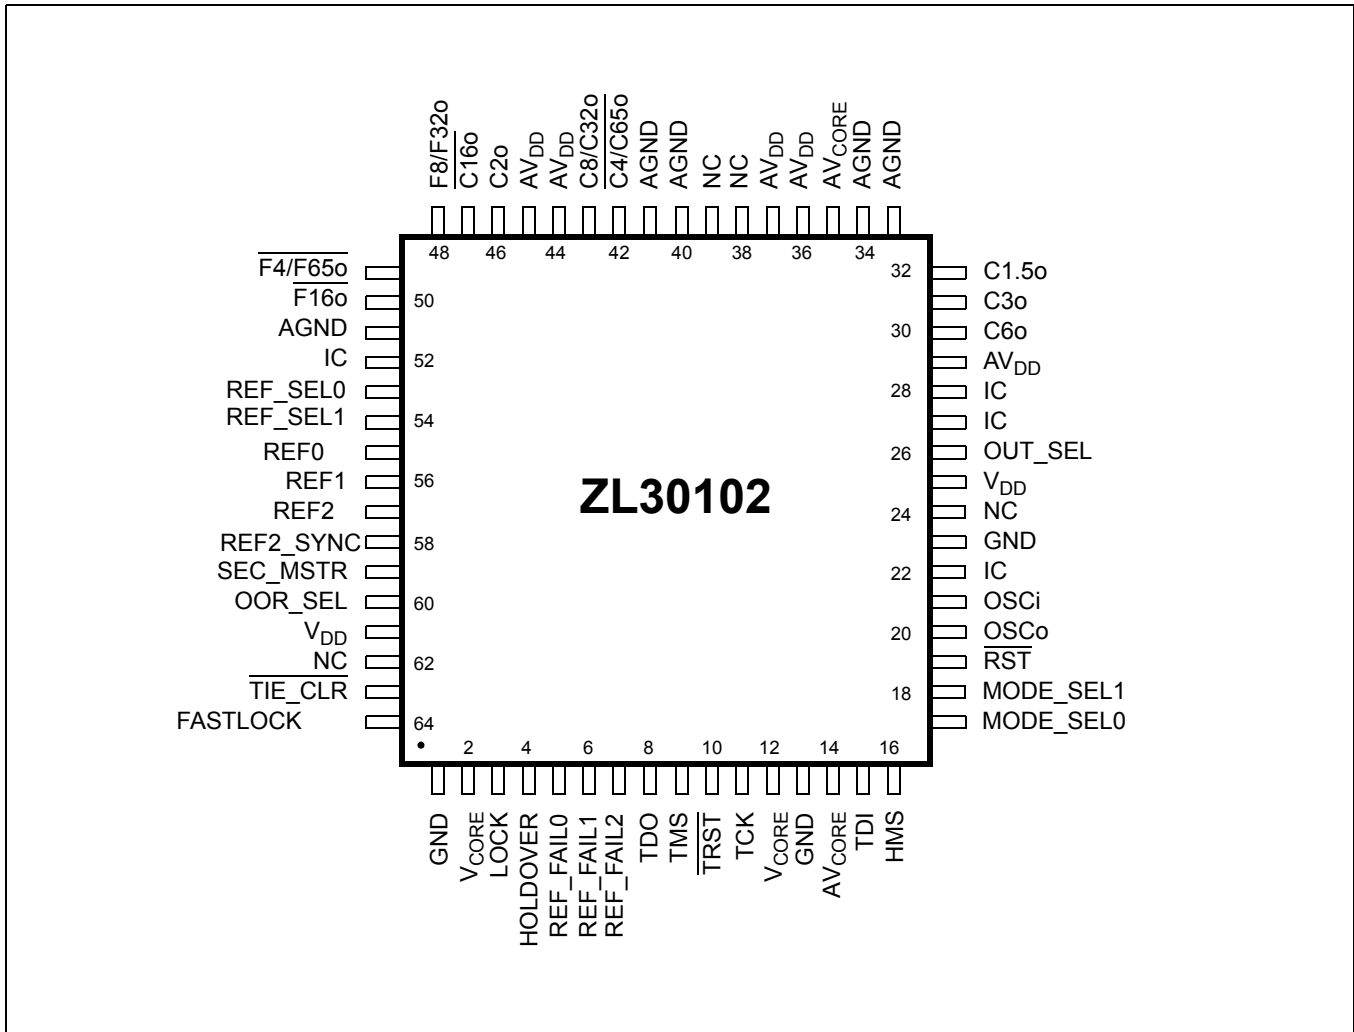 F8/F32o
C16o
C2o
AVDD
AVDD
C8/C32o
C4/C65o
AGND
AGND
NC
NC
AVDD
AVDD
AVCORE
AGND
AGND
48 46 44 42 40 38 36 34
F4/F65o
F16o 50
AGND
IC 52
REF_SEL0
REF_SEL1 54
REF0
REF1 56
REF2
REF2_SYNC 58
SEC_MSTR
OOR_SEL 60
VDD
NC 62
TIE_CLR
FASTLOCK 64
ZL30102
32 C1.5o
C3o
30 C6o
AVDD
28 IC
IC
26 OUT_SEL
VDD
24 NC
GND
22 IC
OSCi
20 OSCo
RST
18 MODE_SEL1
MODE_SEL0
2 4 6 8 10 12 14 16
GND
VCORE
LOCK
HOLDOVER
REF_FAIL0
REF_FAIL1
REF_FAIL2
TDO
TMS
TRST
TCK
VCORE
GND
AVCORE
TDI
HMS